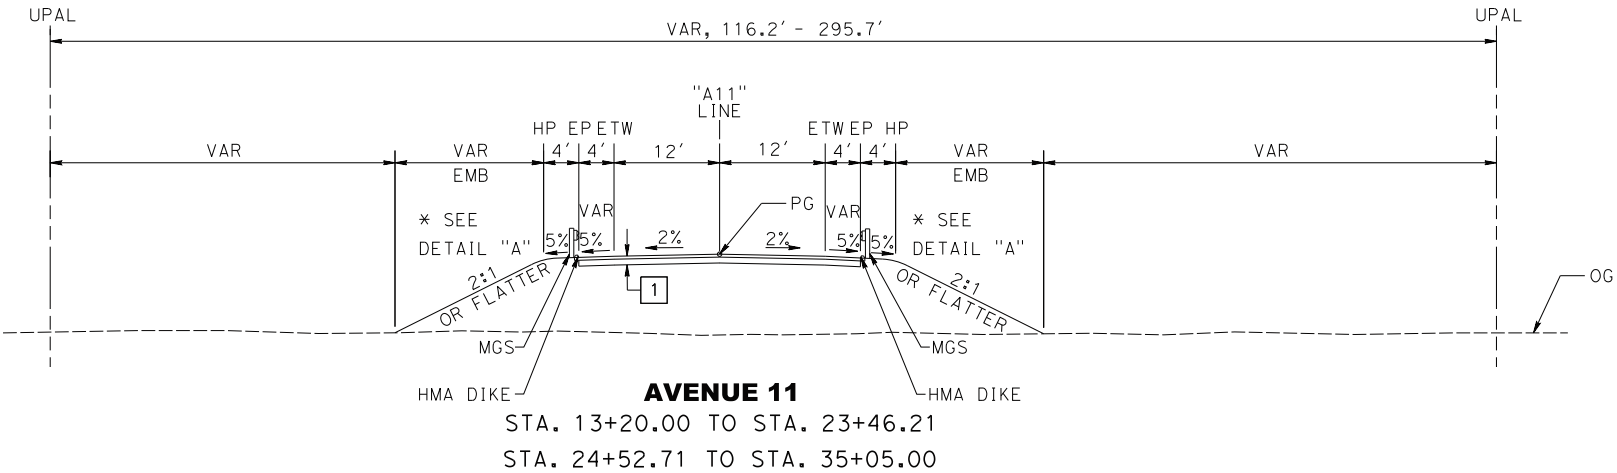 UPAL UPAL
VAR, 116.2' - 295.7'
"A11"
LINE
HP EP ETW ETW EP HP
VAR VAR 4' 4' 12' 12' 4' 4' VAR VAR
EMB EMB
VAR PG VAR
* SEE * SEE
DETAIL "A" DETAIL "A"
5% 5% 2% 2% 5% 5%
2:1 2:1
OR FLATTER OR FLATTER
1
OG
MGS MGS
HMA DIKE HMA DIKE
AVENUE 11
STA. 13+20.00 TO STA. 23+46.21
STA. 24+52.71 TO STA. 35+05.00